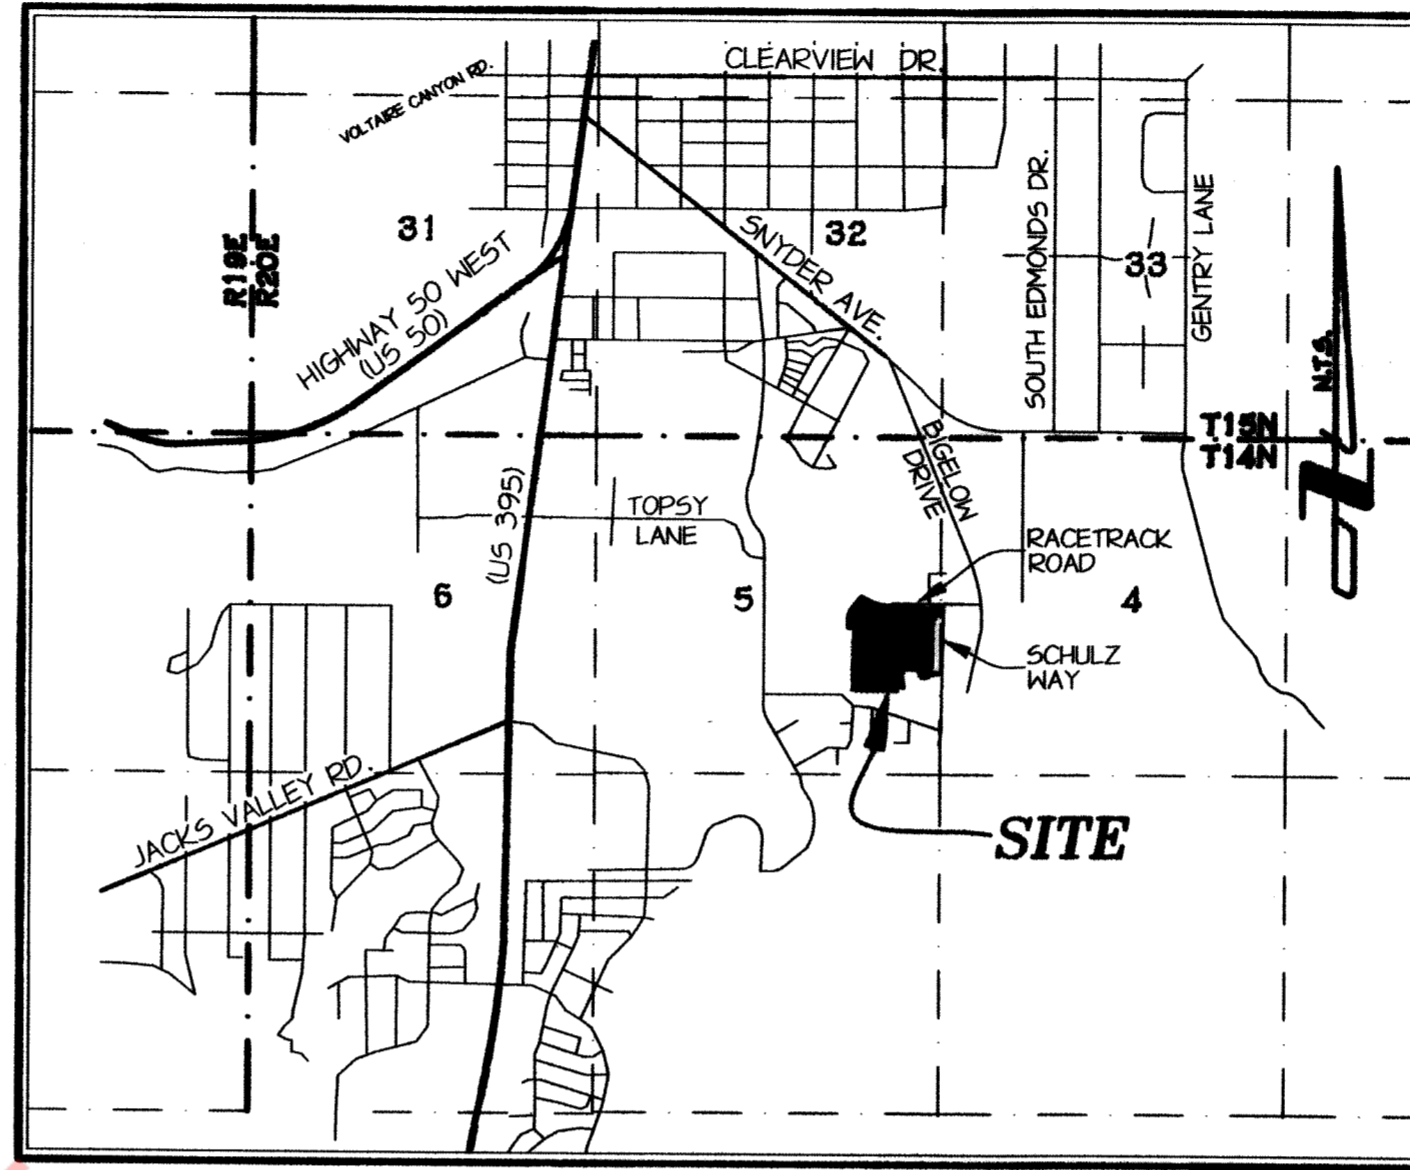 CLEARVIEW DR.
VOLTAIRE CANYON RD.
31
SNYDER AVE.
32
SOUTH EDMONDS DR.
33
GENTRY LANE
R19E
R20E
HIGHWAY 50 WEST
(US 50)
N.T.S.
T15N
T14N
Z
BIGELOW
DRIVE
(US 395)
TOPSY
LANE
RACETRACK
ROAD
6
5
4
SCHULZ
WAY
JACKS VALLEY RD.
SITE